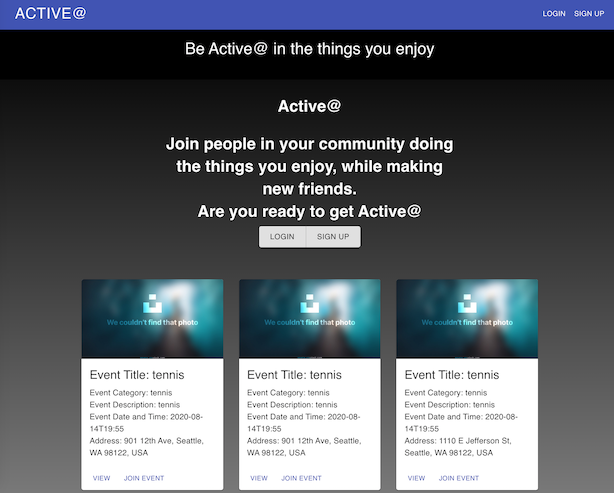 ACTIVE@
LOGIN SIGN UP
Be Active@ in the things you enjoy
Active@
Join people in your community doing
the things you enjoy, while making
new friends.
Are you ready to get Active@
LOGIN SIGN UP
We couldn't find that photo
Event Title: tennis
Event Category: tennis
Event Description: tennis
Event Date and Time: 2020-08-
14T19:55
Address: 901 12th Ave, Seattle,
WA 98122, USA
VIEW JOIN EVENT
We couldn't find that photo
Event Title: tennis
Event Category: tennis
Event Description: tennis
Event Date and Time: 2020-08-
14T19:55
Address: 901 12th Ave, Seattle,
WA 98122, USA
VIEW JOIN EVENT
We couldn't find that photo
Event Title: tennis
Event Category: tennis
Event Description: tennis
Event Date and Time: 2020-08-
14T19:55
Address: 1110 E Jefferson St,
Seattle, WA 98122, USA
VIEW JOIN EVENT